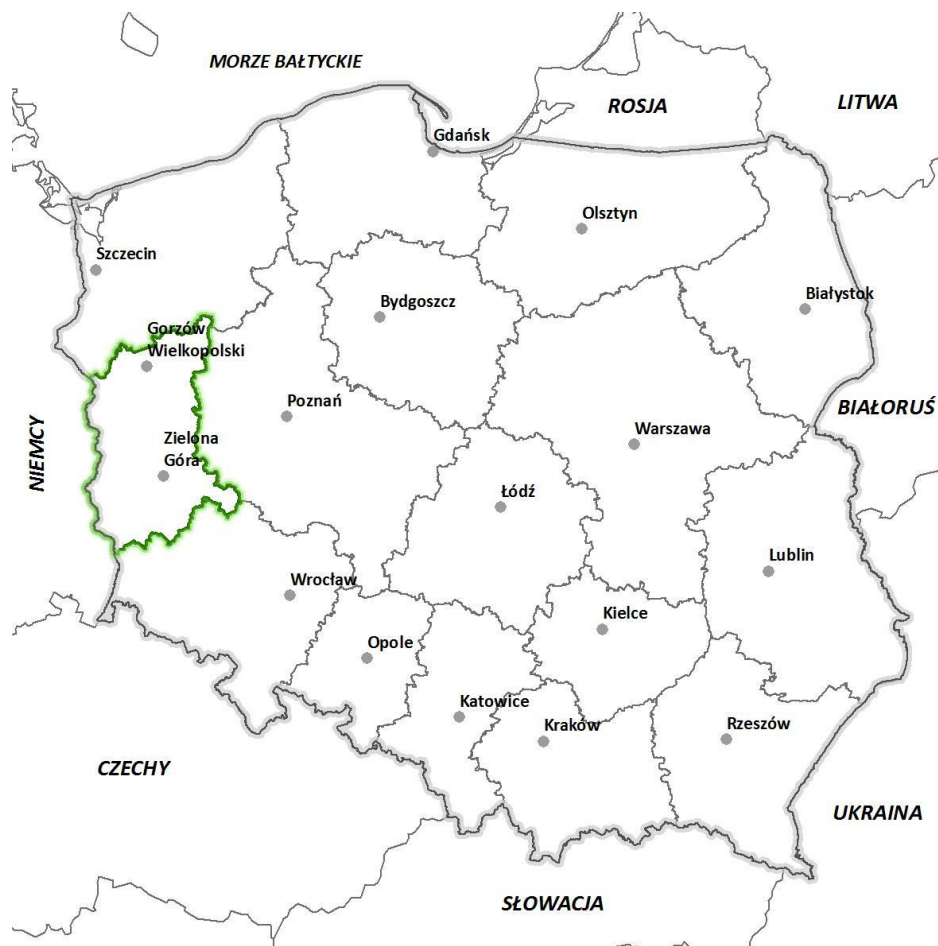 MORZE BAŁTYCKIE
ROSJA
LITWA
Gdańsk
Olsztyn
Szczecin
Białystok
Bydgoszcz
Gorzów
Wielkopolski
Poznań
BIAŁORUŚ
Warszawa
NIEMCY
Zielona
Góra
Łódź
Lublin
Wrocław
Kielce
Opole
Katowice
Kraków
Rzeszów
CZECHY
UKRAINA
SŁOWACJA